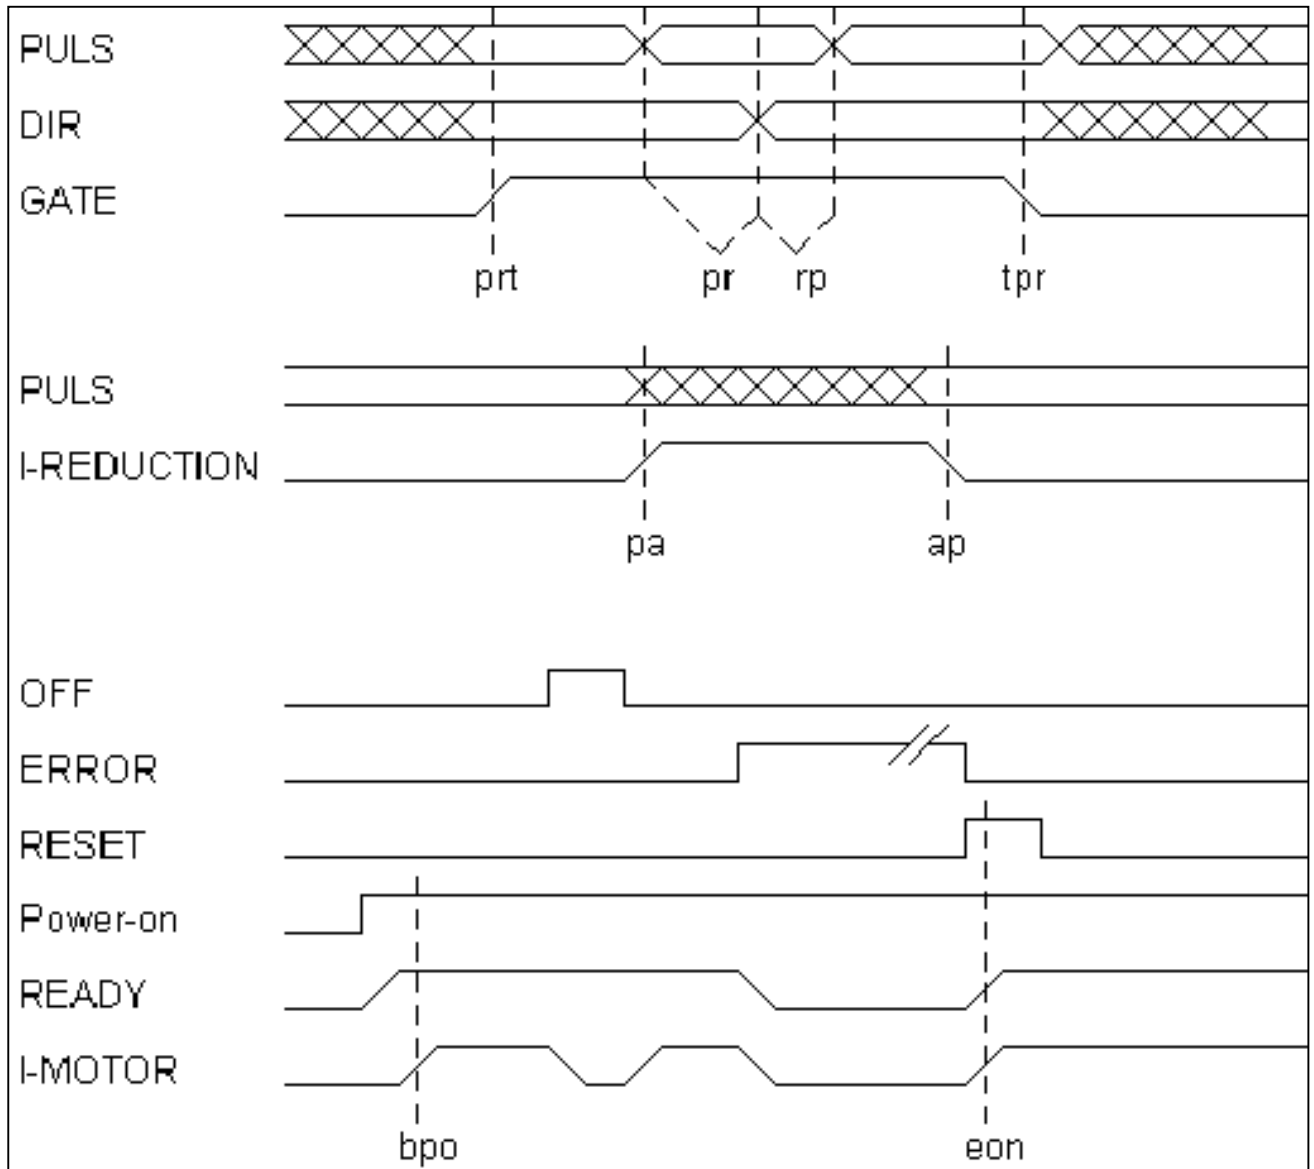 PULS
DIR
GATE
prt pr rp tpr
PULS
I-REDUCTION
pa ap
OFF
ERROR
RESET
Power-on
READY
I-MOTOR
bpo eon